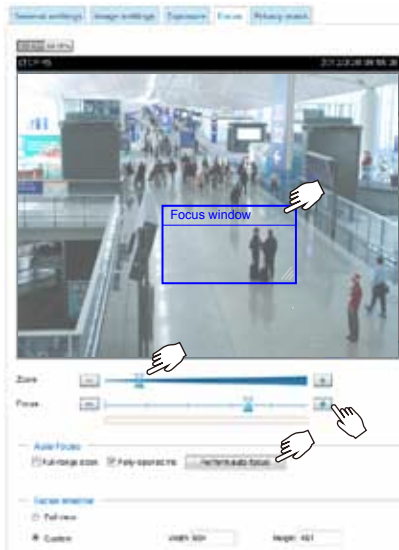 General settings Image settings Exposure Focus Privacy mask
Focus window
Zoom
Focus
Auto Focus
Full-range scan Fully-opened iris Perform auto focus
Focus window
Full view
Custom Width Height